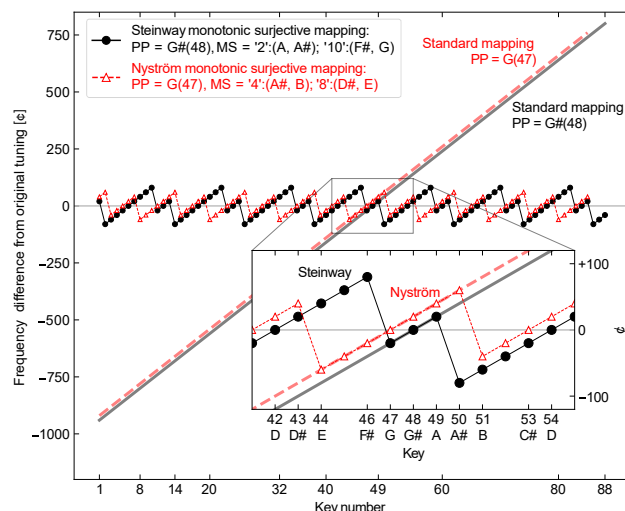 Steinway monotonic surjective mapping:
PP = G#(48), MS = '2':(A, A#); '10':(F#, G)
Nyström monotonic surjective mapping:
PP = G(47), MS = '4':(A#, B); '8':(D#, E)
Standard mapping
PP = G(47)
Standard mapping
PP = G#(48)
Frequency difference from original tuning [¢]
750
500
250
0
−250
−500
−750
−1000
Steinway
Nyström
+100
0
−100
¢
42 43 44 46 47 48 49 50 51 53 54
D D# E F# G G# A A# B C# D
Key
1 8 14 20 32 40 49 60 80 88
Key number